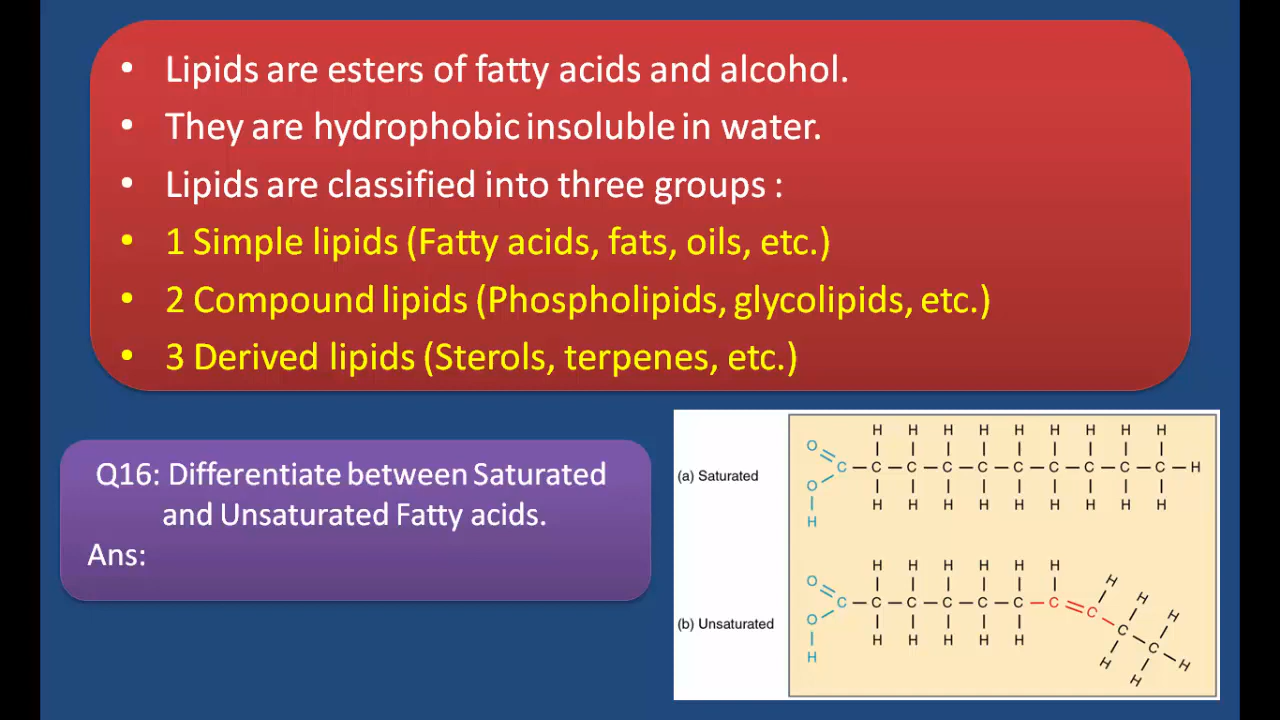 • Lipids are esters of fatty acids and alcohol.
• They are hydrophobic insoluble in water.
• Lipids are classified into three groups :
• 1 Simple lipids (Fatty acids, fats, oils, etc.)
• 2 Compound lipids (Phospholipids, glycolipids, etc.)
• 3 Derived lipids (Sterols, terpenes, etc.)
Q16: Differentiate between Saturated
and Unsaturated Fatty acids.
Ans:
H H H H H H H H H
O
(a) Saturated
C C C C C C C C C C H
O
H H H H H H H H H
H
H H H H H H
O H
H
C C C C C C C C H
O C
(b) Unsaturated
H H H H H C
H H H
H